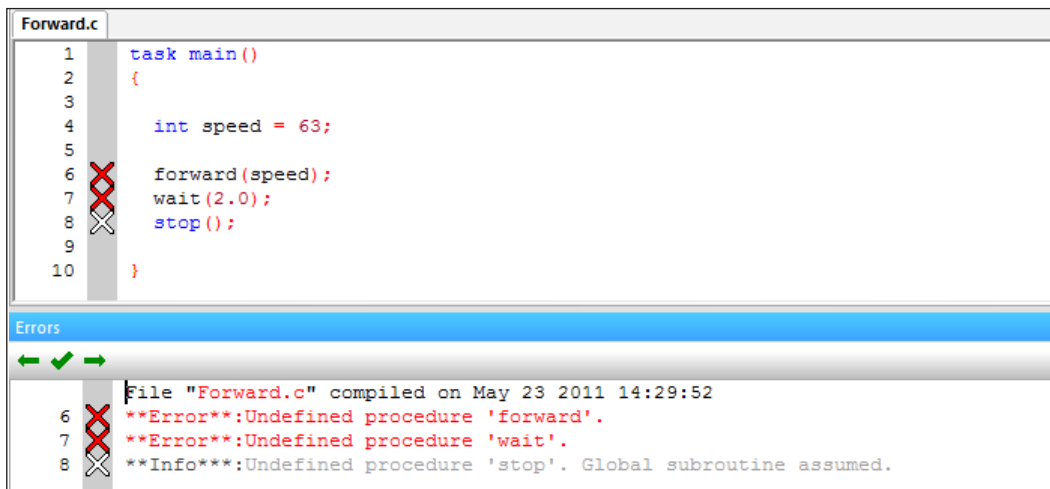 Forward.c
1 task main()
2 {
3
4 int speed = 63;
5
6 forward(speed);
7 wait(2.0);
8 stop();
9
10 }
Errors
File "Forward.c" compiled on May 23 2011 14:29:52
6 **Error**:Undefined procedure 'forward'.
7 **Error**:Undefined procedure 'wait'.
8 **Info***:Undefined procedure 'stop'. Global subroutine assumed.